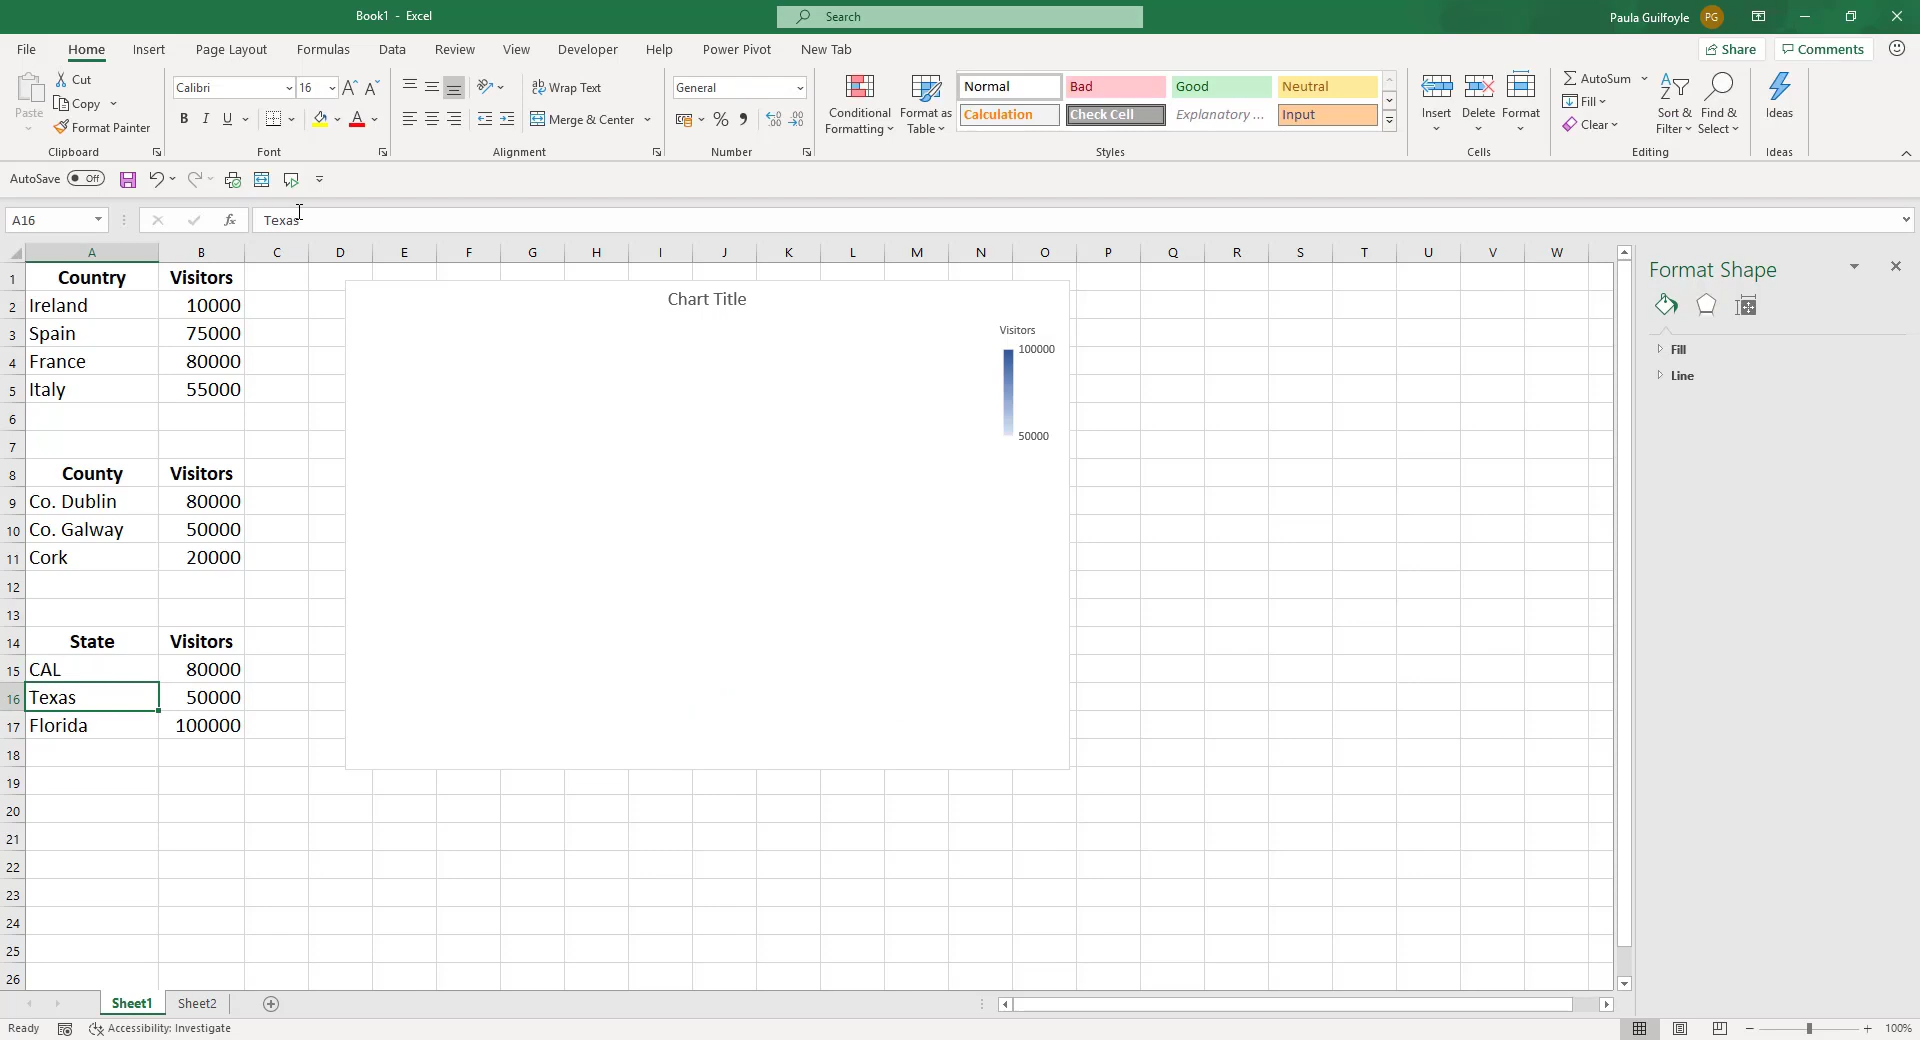 Book1 - Excel
Search
Paula Guilfoyle PG
File Home Insert Page Layout Formulas Data Review View Developer Help Power Pivot New Tab Share Comments
Paste
Cut
Copy
Format Painter
Clipboard
Calibri 16
B I U
Font
Wrap Text
Merge & Center
Alignment
General
Number
Conditional Formatting
Format as Table
Normal Bad Good Neutral
Calculation Check Cell Explanatory ... Input
Styles
Insert Delete Format
Cells
AutoSum
Fill
Clear
Sort & Filter
Find & Select
Editing
Ideas
Ideas
AutoSave Off
A16 fx Texas
A B C D E F G H I J K L M N O P Q R S T U V W
1 Country Visitors
2 Ireland 10000
3 Spain 75000
4 France 80000
5 Italy 55000
6
7
8 County Visitors
9 Co. Dublin 80000
10 Co. Galway 50000
11 Cork 20000
12
13
14 State Visitors
15 CAL 80000
16 Texas 50000
17 Florida 100000
18
19
20
21
22
23
24
25
26
Chart Title
Visitors
100000
50000
Format Shape
Fill
Line
Sheet1 Sheet2
Ready Accessibility: Investigate 100%